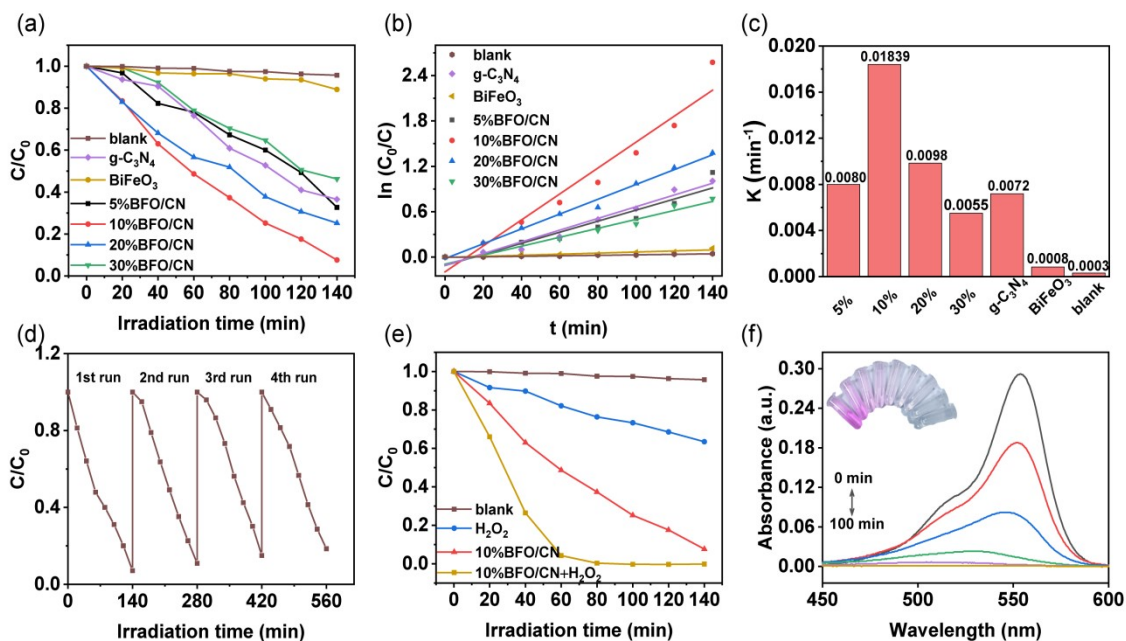 (a)
C/C₀
1.0
0.8
0.6
0.4
0.2
0.0
blank
g-C₃N₄
BiFeO₃
5%BFO/CN
10%BFO/CN
20%BFO/CN
30%BFO/CN
0 20 40 60 80 100 120 140
Irradiation time (min)
(b)
ln (C₀/C)
2.4
1.8
1.2
0.6
0.0
blank
g-C₃N₄
BiFeO₃
5%BFO/CN
10%BFO/CN
20%BFO/CN
30%BFO/CN
0 20 40 60 80 100 120 140
t (min)
(c)
K (min⁻¹)
0.020
0.016
0.012
0.008
0.004
0.000
0.0080
0.01839
0.0098
0.0055
0.0072
0.0008
0.0003
5% 10% 20% 30% g-C₃N₄ BiFeO₃ blank
(d)
C/C₀
1.2
0.8
0.4
0.0
1st run 2nd run 3rd run 4th run
0 140 280 420 560
Irradiation time (min)
(e)
C/C₀
1.0
0.8
0.6
0.4
0.2
0.0
blank
H₂O₂
10%BFO/CN
10%BFO/CN+H₂O₂
0 20 40 60 80 100 120 140
Irradiation time (min)
(f)
Absorbance (a.u.)
0.30
0.24
0.18
0.12
0.06
0.00
0 min
100 min
450 500 550 600
Wavelength (nm)